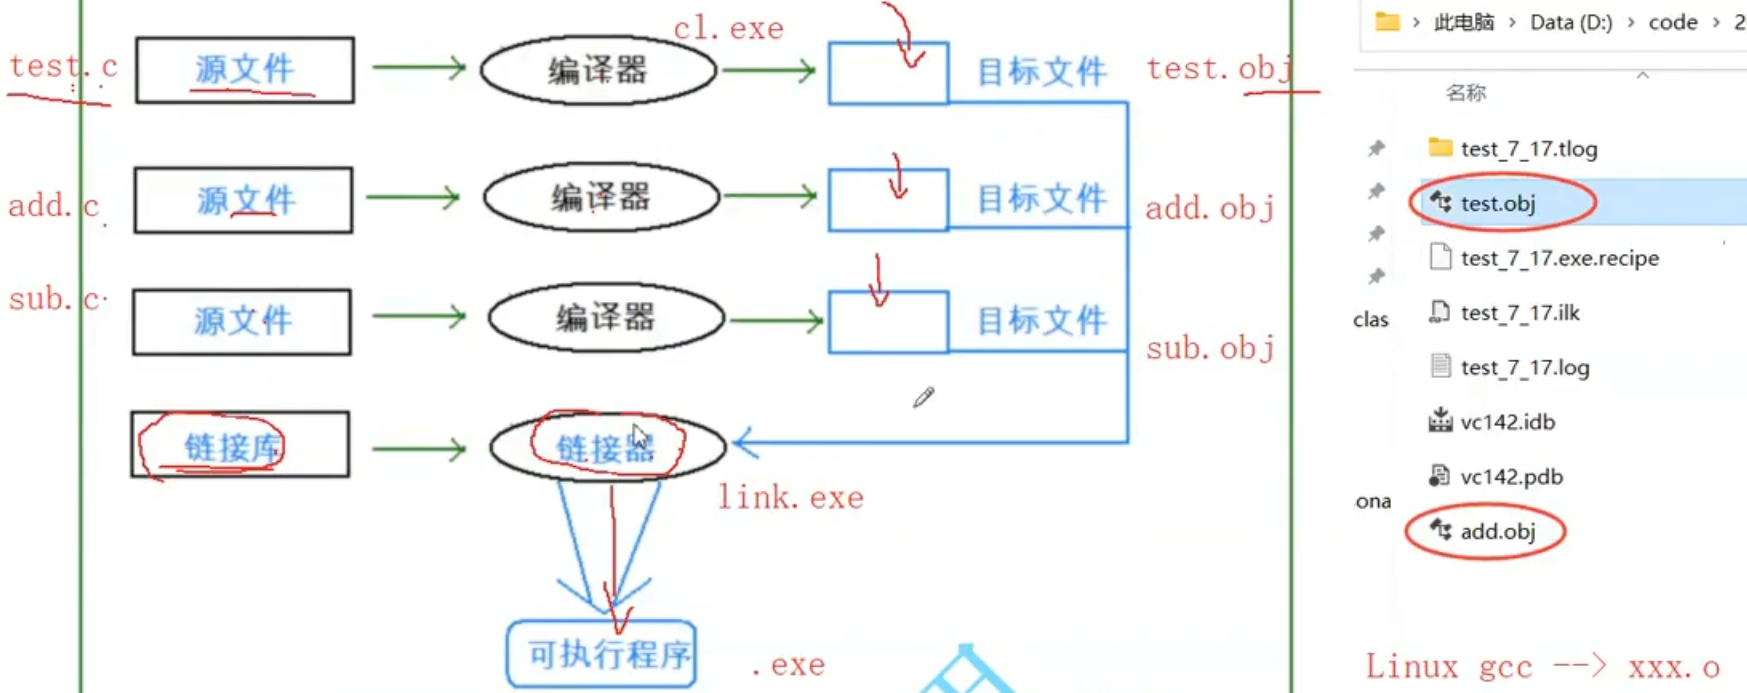 cl.exe
test.c 源文件 编译器 目标文件 test.obj
add.c 源文件 编译器 目标文件 add.obj
sub.c 源文件 编译器 目标文件 sub.obj
链接库 链接器
link.exe
可执行程序 .exe
此电脑 > Data (D:) > code > 2
名称
test_7_17.tlog
test.obj
test_7_17.exe.recipe
clas
test_7_17.ilk
test_7_17.log
vc142.idb
vc142.pdb
ona
add.obj
Linux gcc --> xxx.o